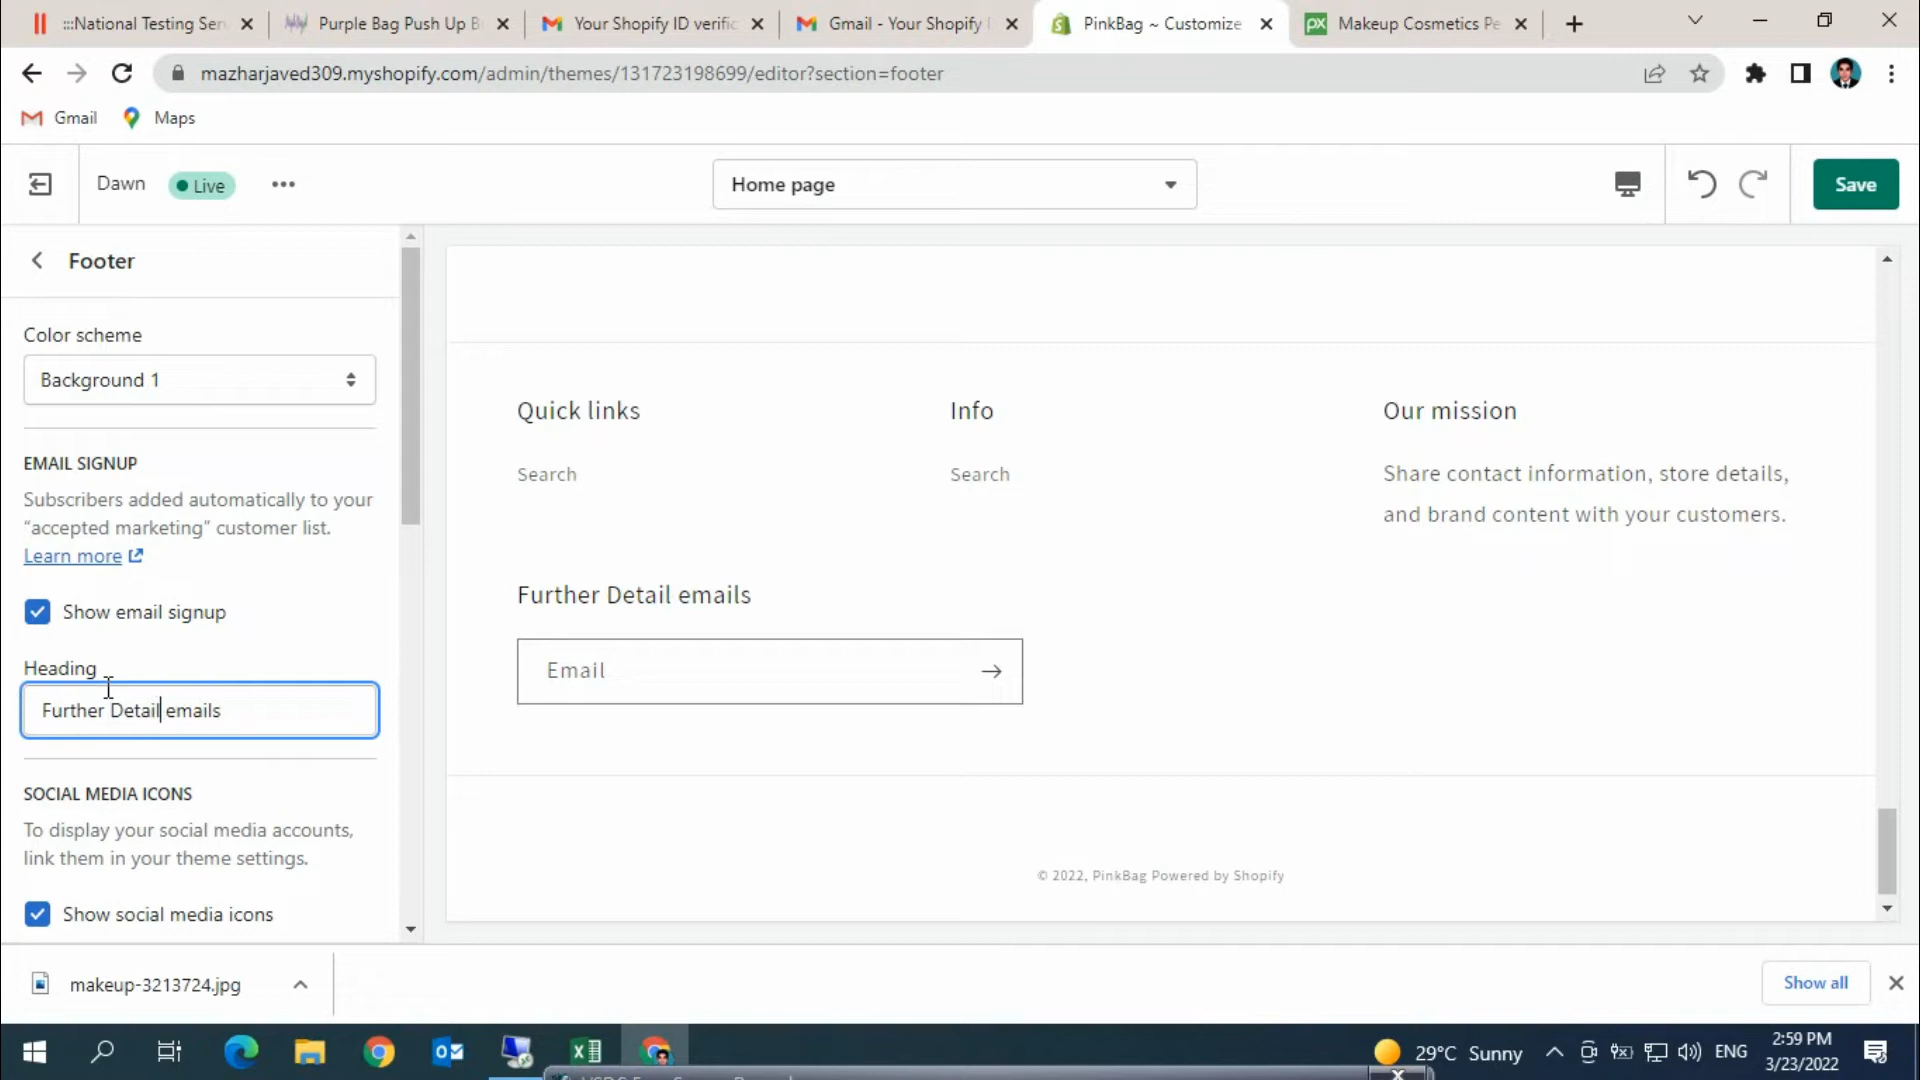 :::National Testing Ser
Purple Bag Push Up B
Your Shopify ID verific
Gmail - Your Shopify
PinkBag ~ Customize
px
Makeup Cosmetics Pe
mazharjaved309.myshopify.com/admin/themes/131723198699/editor?section=footer
Gmail
Maps
Dawn
Live
Home page
Save
Footer
Color scheme
Background 1
EMAIL SIGNUP
Subscribers added automatically to your
“accepted marketing” customer list.
Learn more
Show email signup
Heading
Further Detail emails
SOCIAL MEDIA ICONS
To display your social media accounts,
link them in your theme settings.
Show social media icons
Quick links
Search
Info
Search
Our mission
Share contact information, store details,
and brand content with your customers.
Further Detail emails
Email
© 2022, PinkBag Powered by Shopify
makeup-3213724.jpg
Show all
29°C Sunny
ENG
2:59 PM
3/23/2022